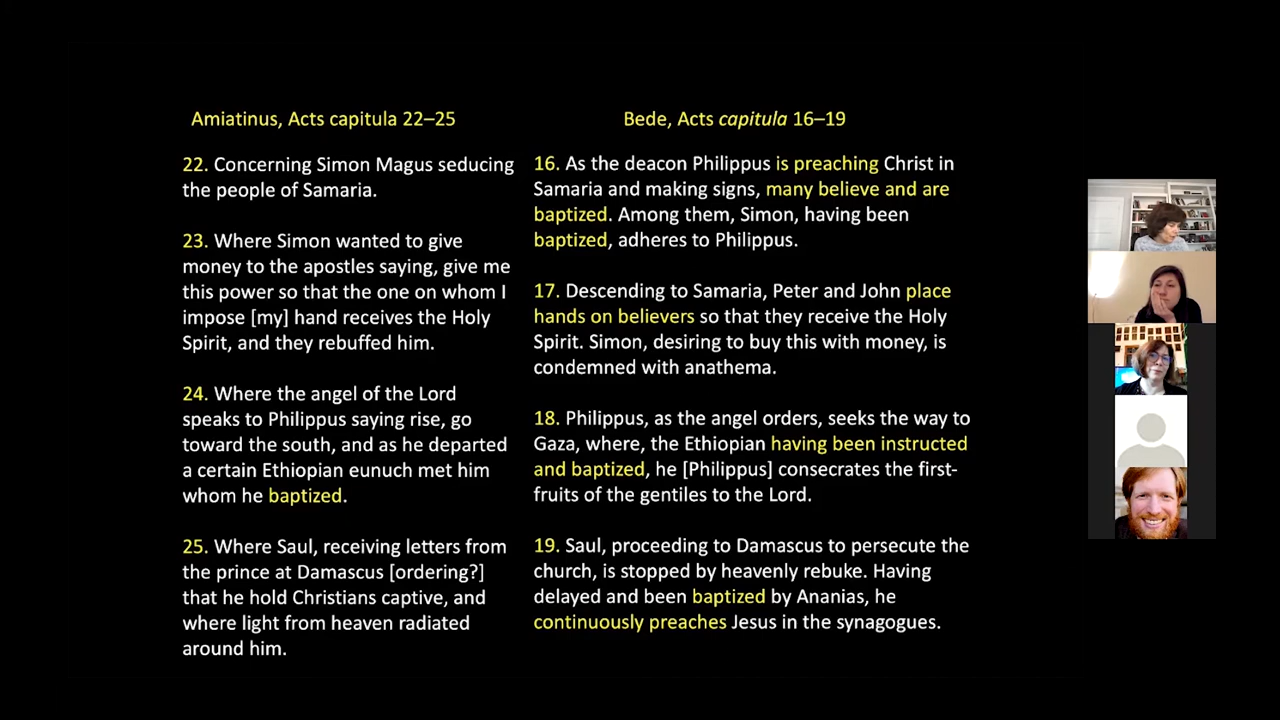 Amiatinus, Acts capitula 22–25
22. Concerning Simon Magus seducing
the people of Samaria.
23. Where Simon wanted to give
money to the apostles saying, give me
this power so that the one on whom I
impose [my] hand receives the Holy
Spirit, and they rebuffed him.
24. Where the angel of the Lord
speaks to Philippus saying rise, go
toward the south, and as he departed
a certain Ethiopian eunuch met him
whom he baptized.
25. Where Saul, receiving letters from
the prince at Damascus [ordering?]
that he hold Christians captive, and
where light from heaven radiated
around him.
Bede, Acts capitula 16–19
16. As the deacon Philippus is preaching Christ in
Samaria and making signs, many believe and are
baptized. Among them, Simon, having been
baptized, adheres to Philippus.
17. Descending to Samaria, Peter and John place
hands on believers so that they receive the Holy
Spirit. Simon, desiring to buy this with money, is
condemned with anathema.
18. Philippus, as the angel orders, seeks the way to
Gaza, where, the Ethiopian having been instructed
and baptized, he [Philippus] consecrates the first-
fruits of the gentiles to the Lord.
19. Saul, proceeding to Damascus to persecute the
church, is stopped by heavenly rebuke. Having
delayed and been baptized by Ananias, he
continuously preaches Jesus in the synagogues.